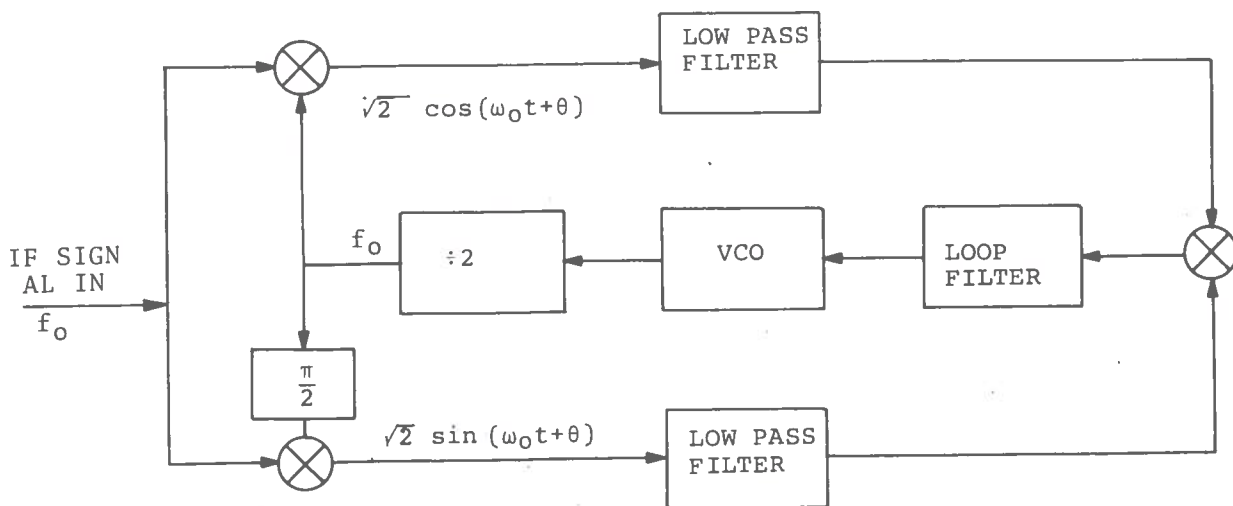 LOW PASS
FILTER
√2 cos(ω₀t+θ)
IF SIGN
AL IN
f₀
f₀
÷2
VCO
LOOP
FILTER
π
2
√2 sin (ω₀t+θ)
LOW PASS
FILTER